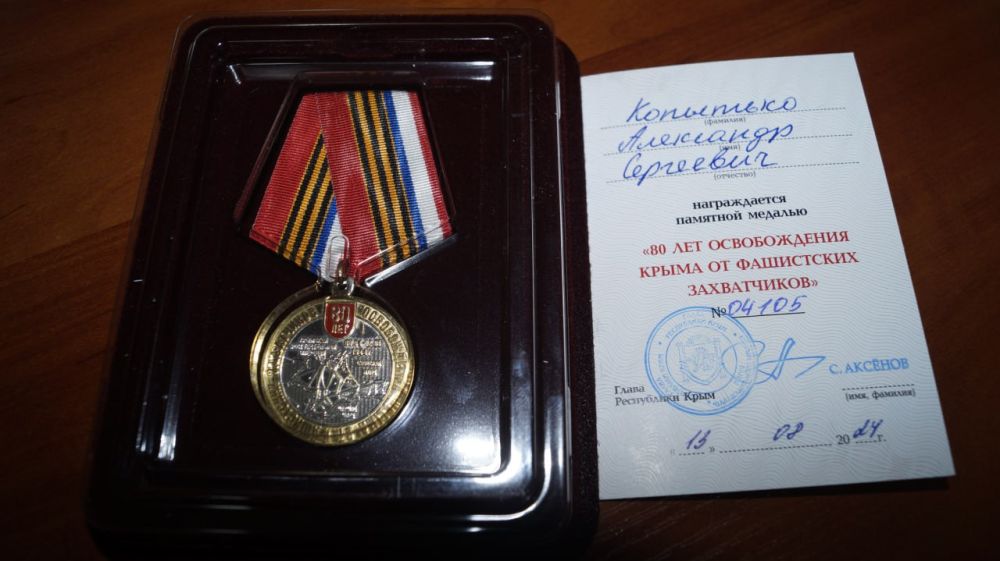 80
ЛЕТ
Копытько
(фамилия)
Александр
(имя)
Сергеевич
(отчество)
награждается
памятной медалью
«80 ЛЕТ ОСВОБОЖДЕНИЯ
КРЫМА ОТ ФАШИСТСКИХ
ЗАХВАТЧИКОВ»
№ 04105
Глава
Республики Крым
С. АКСЁНОВ
(имя, фамилия)
« 13 » 08 2024 г.